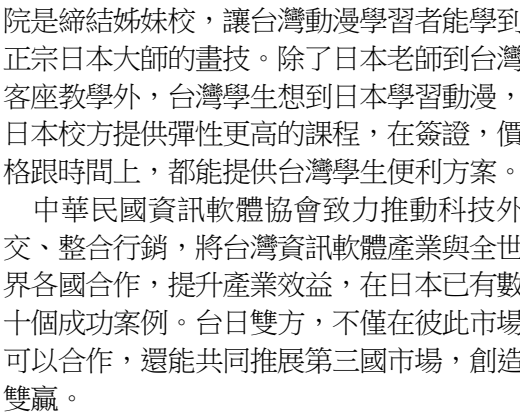 院是締結姊妹校，讓台灣動漫學習者能學到
正宗日本大師的畫技。除了日本老師到台灣
客座教學外，台灣學生想到日本學習動漫，
日本校方提供彈性更高的課程，在簽證，價
格跟時間上，都能提供台灣學生便利方案。
中華民國資訊軟體協會致力推動科技外
交、整合行銷，將台灣資訊軟體產業與全世
界各國合作，提升產業效益，在日本已有數
十個成功案例。台日雙方，不僅在彼此市場
可以合作，還能共同推展第三國市場，創造
雙贏。